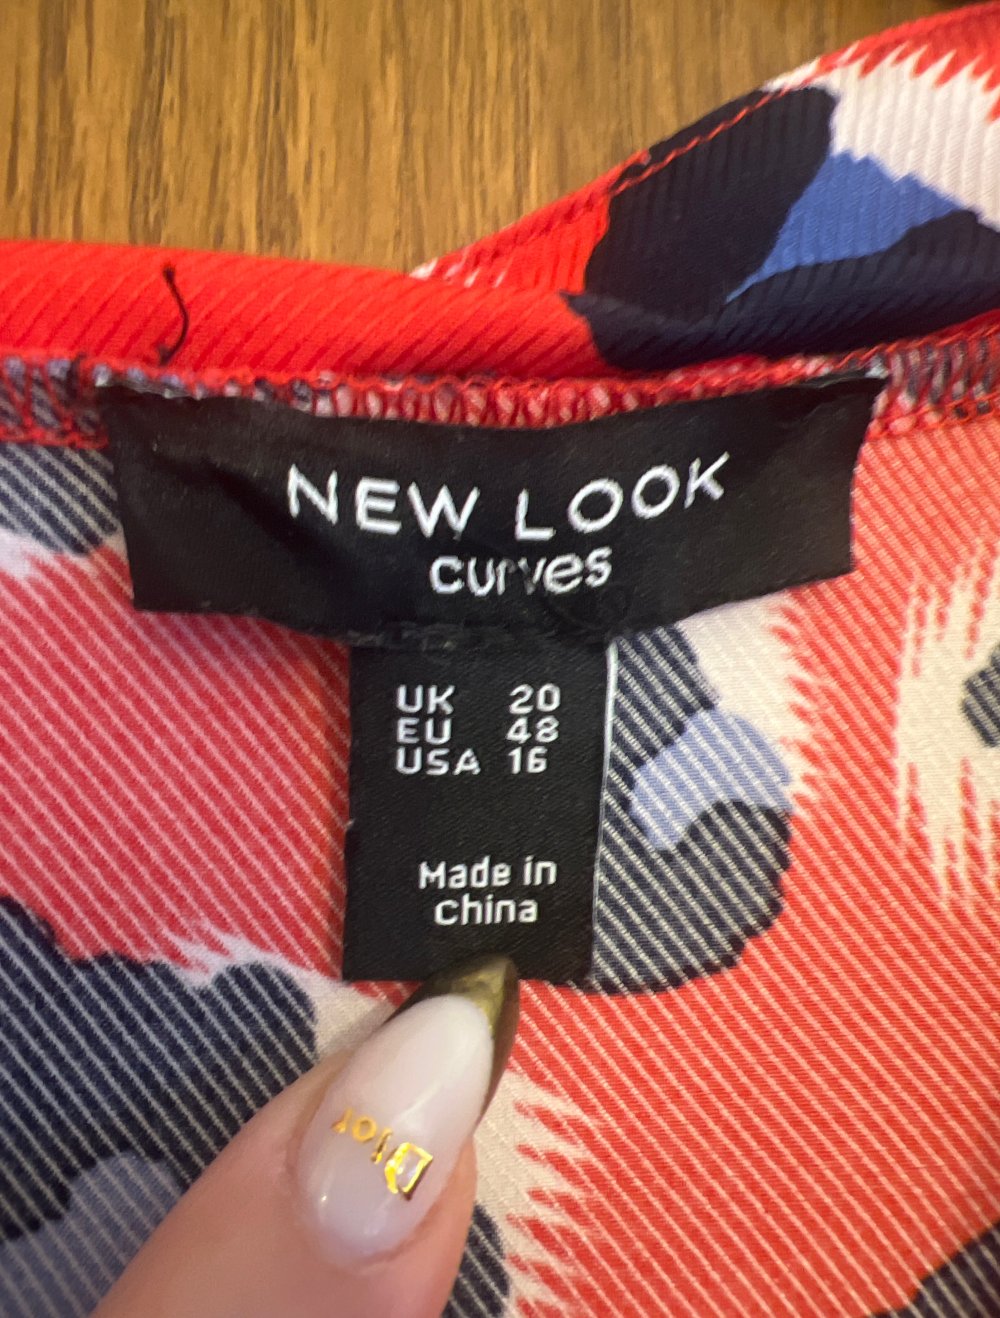 NEW LOOK
curves
UK 20
EU 48
USA 16
Made in
china
Dior